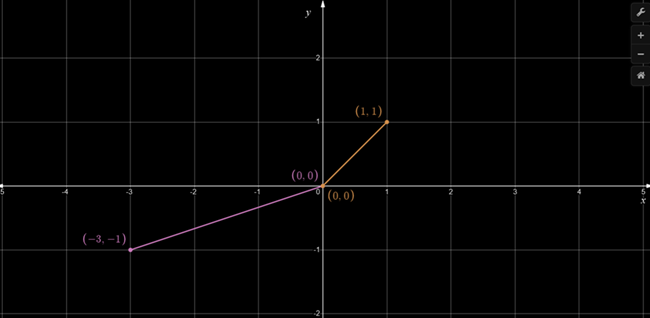 y
2
(1, 1)
1
(0, 0)
-5 -4 -3 -2 -1 0 1 2 3 4 5
x
(0, 0)
(−3, −1)
-1
-2